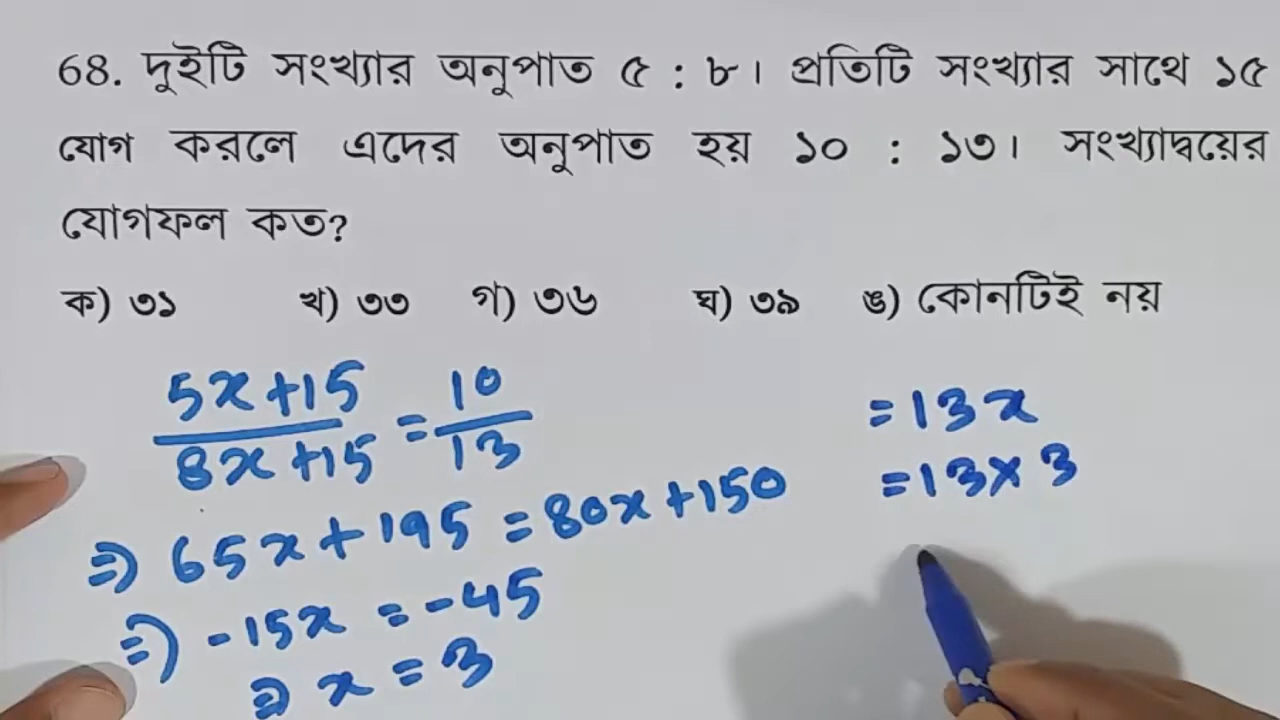 68. দুইটি সংখ্যার অনুপাত ৫ : ৮। প্রতিটি সংখ্যার সাথে ১৫
যোগ করলে এদের অনুপাত হয় ১০ : ১৩। সংখ্যাদ্বয়ের
যোগফল কত?
ক) ৩১ খ) ৩৩ গ) ৩৬ ঘ) ৩৯ ঙ) কোনটিই নয়
5x+15/8x+15 = 10/13
⇒ 65x+195 = 80x+150
⇒ -15x = -45
⇒ x = 3
= 13x
= 13×3